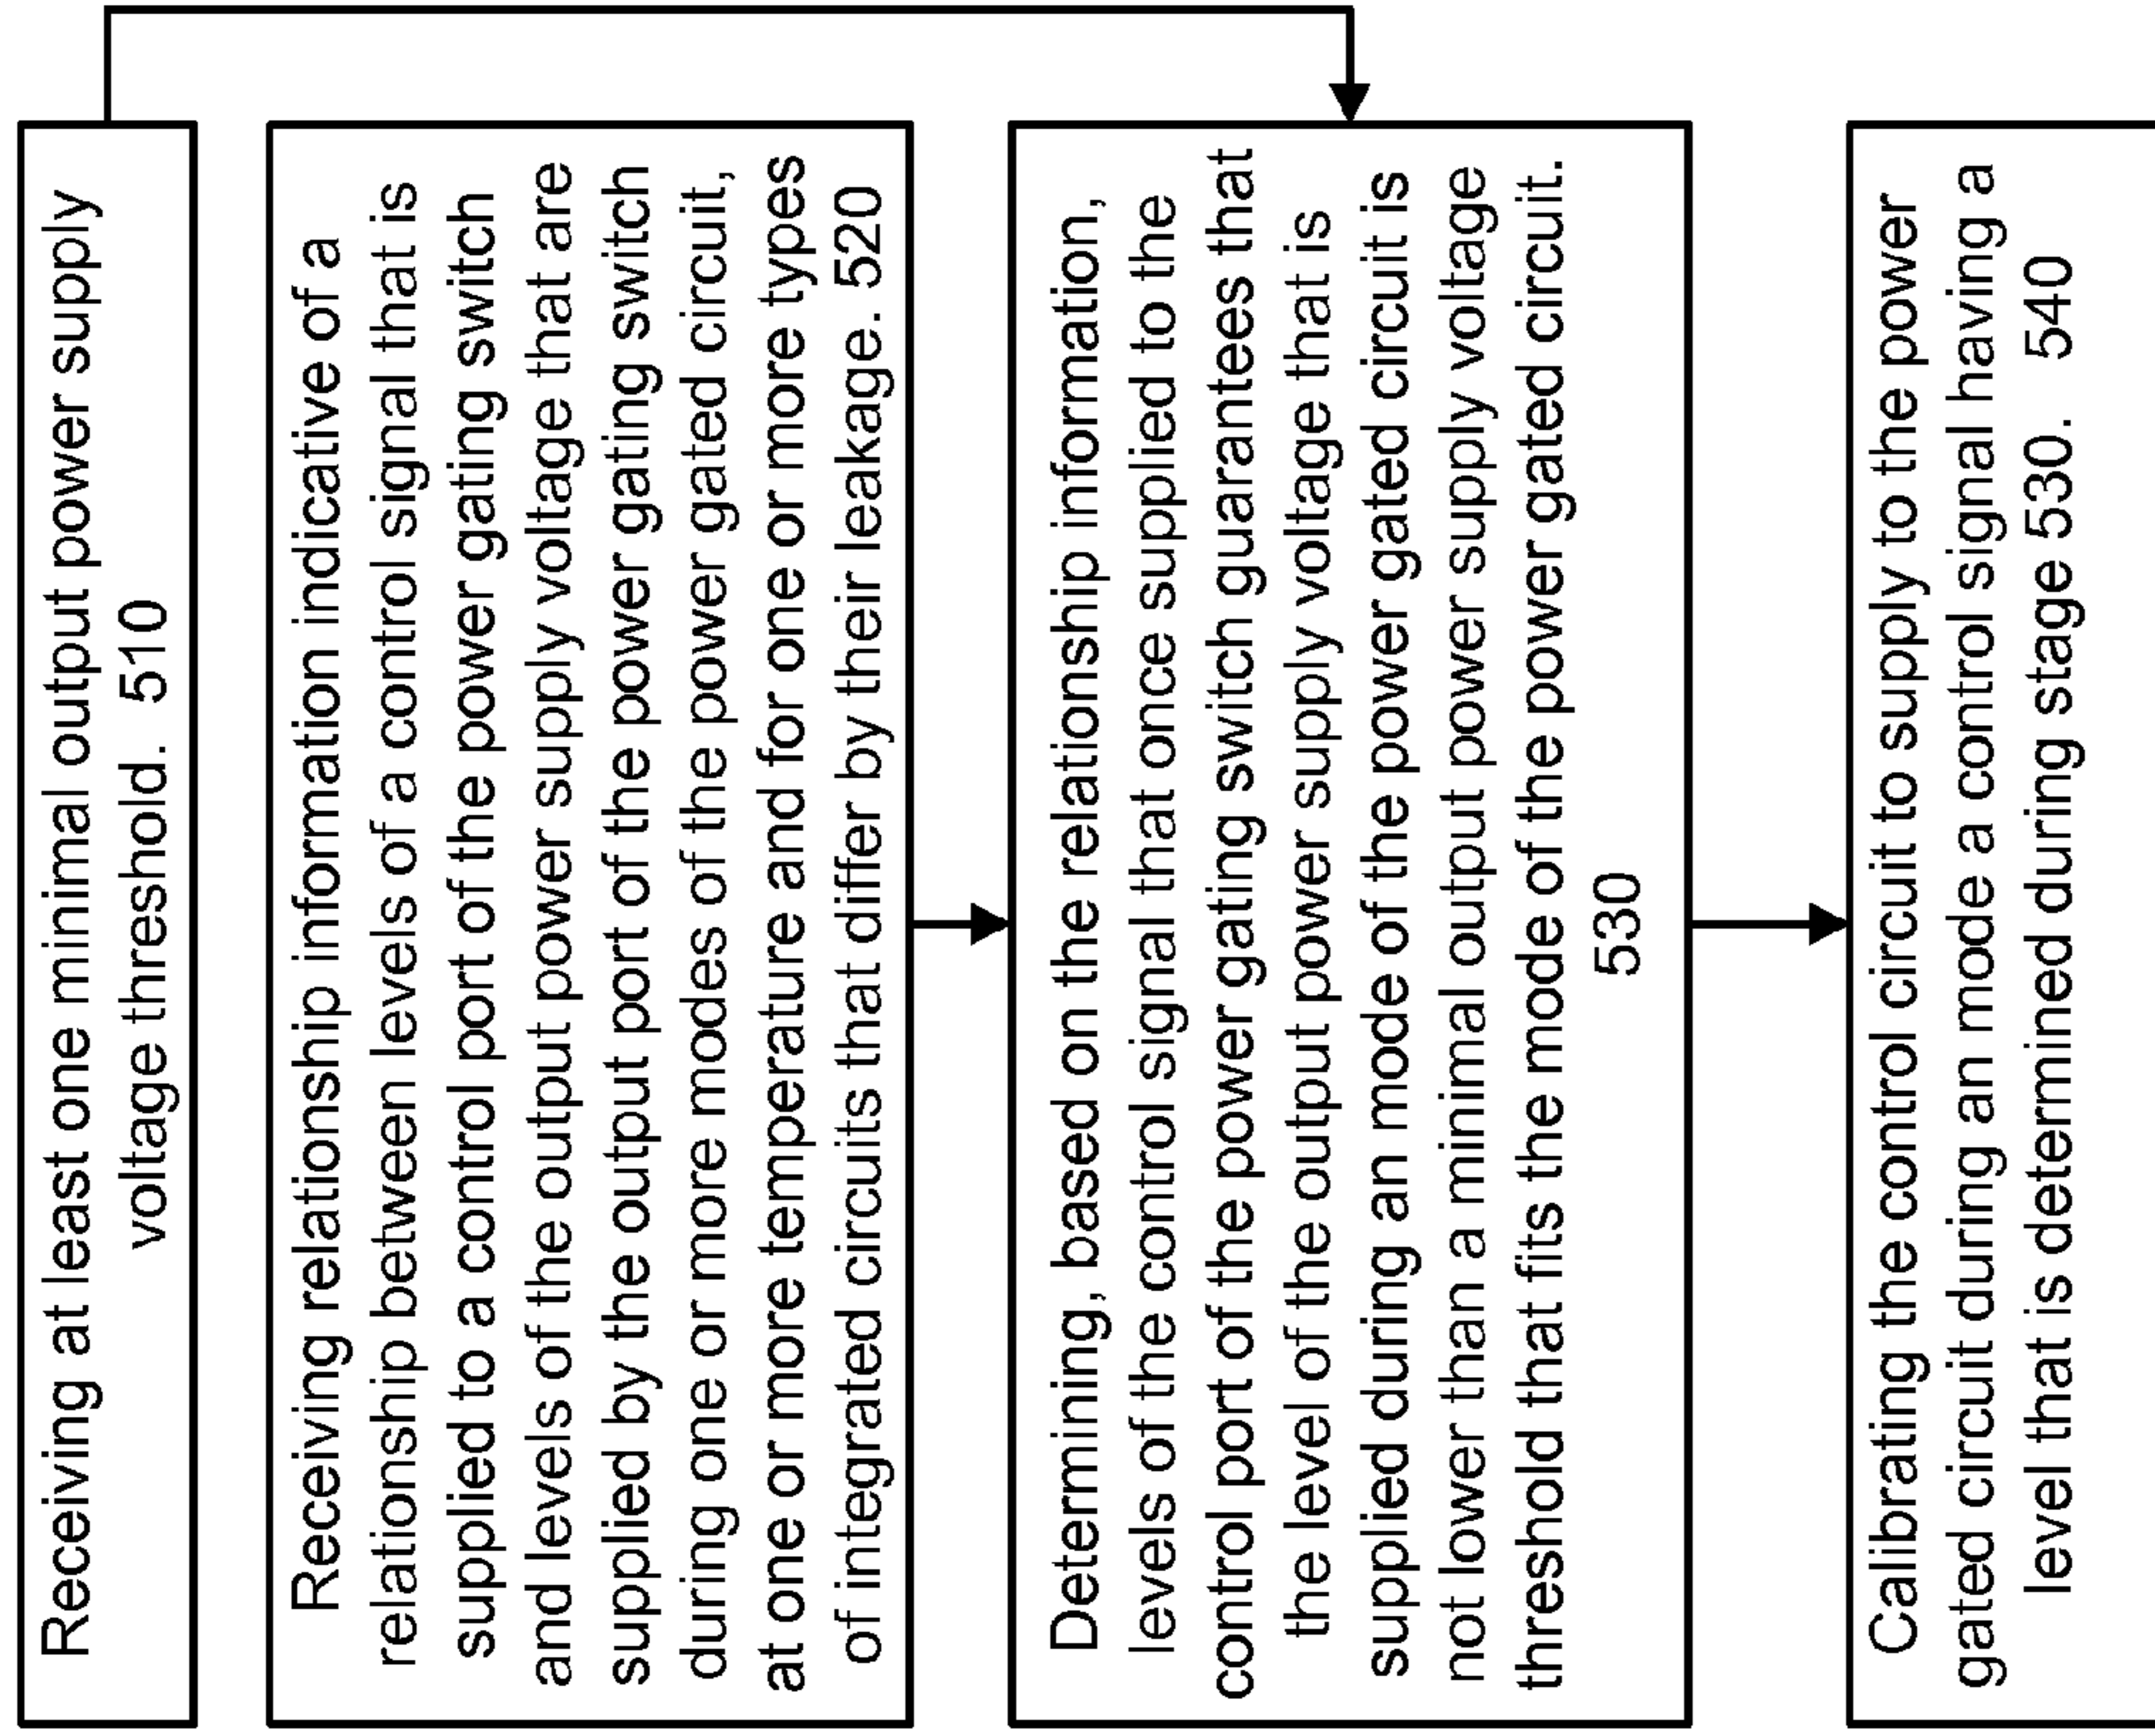 Receiving at least one minimal output power supply
voltage threshold. 510
Receiving relationship information indicative of a
relationship between levels of a control signal that is
supplied to a control port of the power gating switch
and levels of the output power supply voltage that are
supplied by the output port of the power gating switch
during one or more modes of the power gated circuit,
at one or more temperature and for one or more types
of integrated circuits that differ by their leakage. 520
Determining, based on the relationship information,
levels of the control signal that once supplied to the
control port of the power gating switch guarantees that
the level of the output power supply voltage that is
supplied during an mode of the power gated circuit is
not lower than a minimal output power supply voltage
threshold that fits the mode of the power gated circuit.
530
Calibrating the control circuit to supply to the power
gated circuit during an mode a control signal having a
level that is determined during stage 530. 540